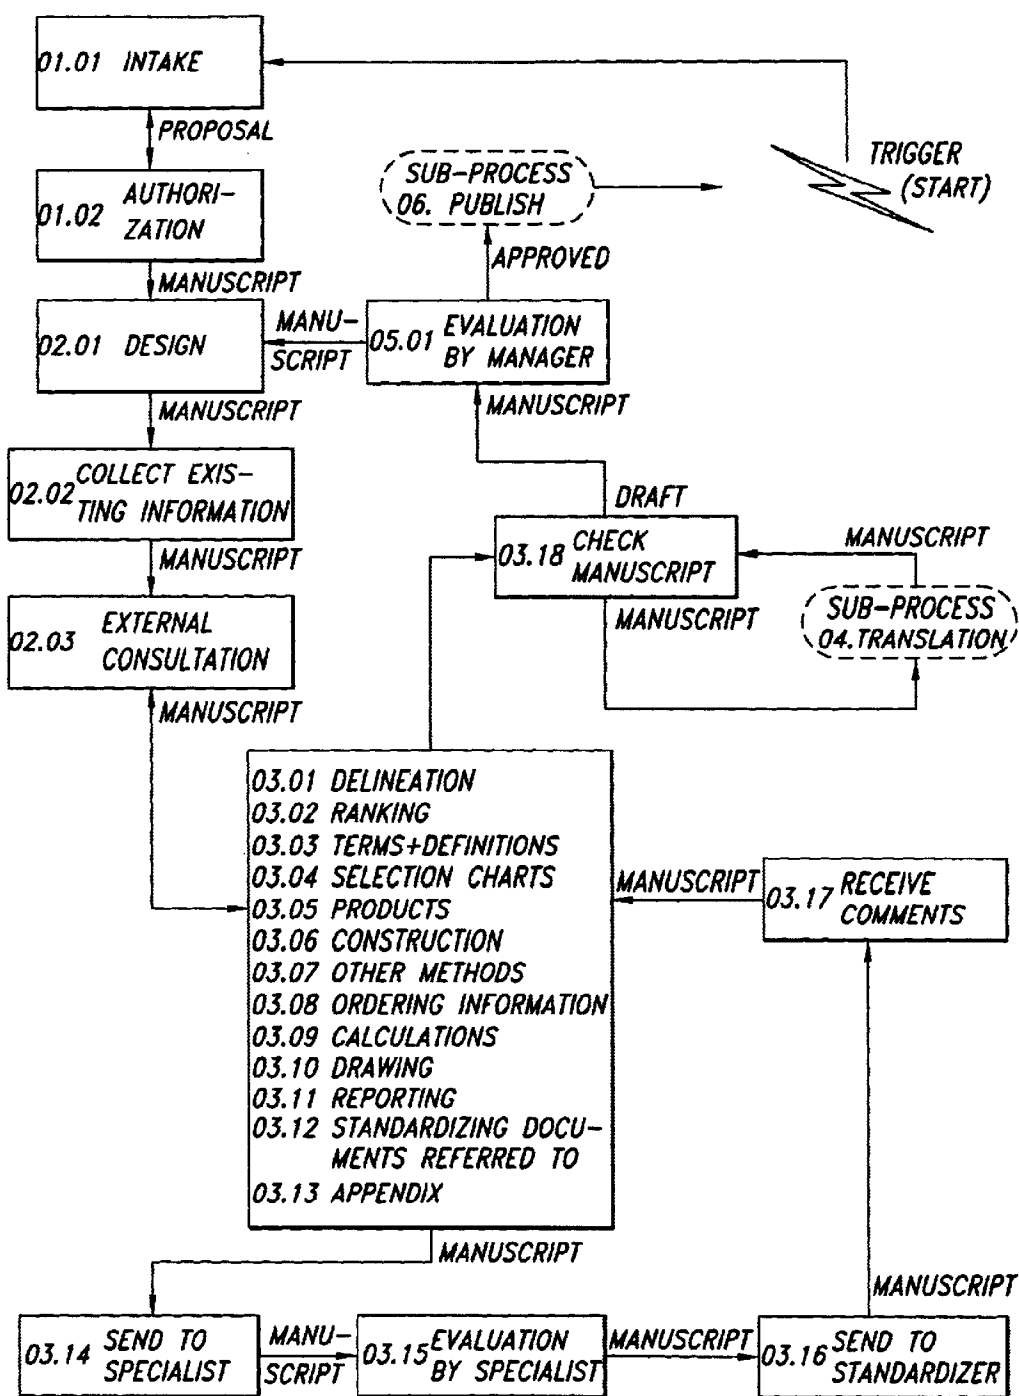 01.01 INTAKE
PROPOSAL
TRIGGER
(START)
01.02 AUTHORI-
ZATION
SUB-PROCESS
06. PUBLISH
MANUSCRIPT
APPROVED
02.01 DESIGN
MANU-
SCRIPT
05.01 EVALUATION
BY MANAGER
MANUSCRIPT
MANUSCRIPT
02.02 COLLECT EXIS-
TING INFORMATION
DRAFT
MANUSCRIPT
03.18 CHECK
MANUSCRIPT
MANUSCRIPT
02.03 EXTERNAL
CONSULTATION
MANUSCRIPT
SUB-PROCESS
04.TRANSLATION
MANUSCRIPT
03.01 DELINEATION
03.02 RANKING
03.03 TERMS+DEFINITIONS
03.04 SELECTION CHARTS
03.05 PRODUCTS
03.06 CONSTRUCTION
03.07 OTHER METHODS
03.08 ORDERING INFORMATION
03.09 CALCULATIONS
03.10 DRAWING
03.11 REPORTING
03.12 STANDARDIZING DOCU-
MENTS REFERRED TO
03.13 APPENDIX
MANUSCRIPT
03.17 RECEIVE
COMMENTS
MANUSCRIPT
MANUSCRIPT
03.14 SEND TO
SPECIALIST
MANU-
SCRIPT
03.15 EVALUATION
BY SPECIALIST
MANUSCRIPT
03.16 SEND TO
STANDARDIZER